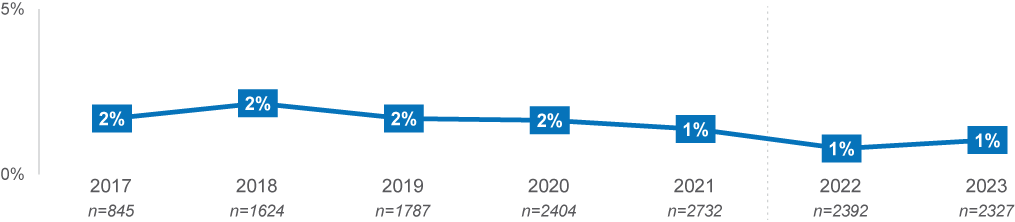 5%
2% 2% 2% 2% 1% 1% 1%
0%
2017 2018 2019 2020 2021 2022 2023
n=845 n=1624 n=1787 n=2404 n=2732 n=2392 n=2327